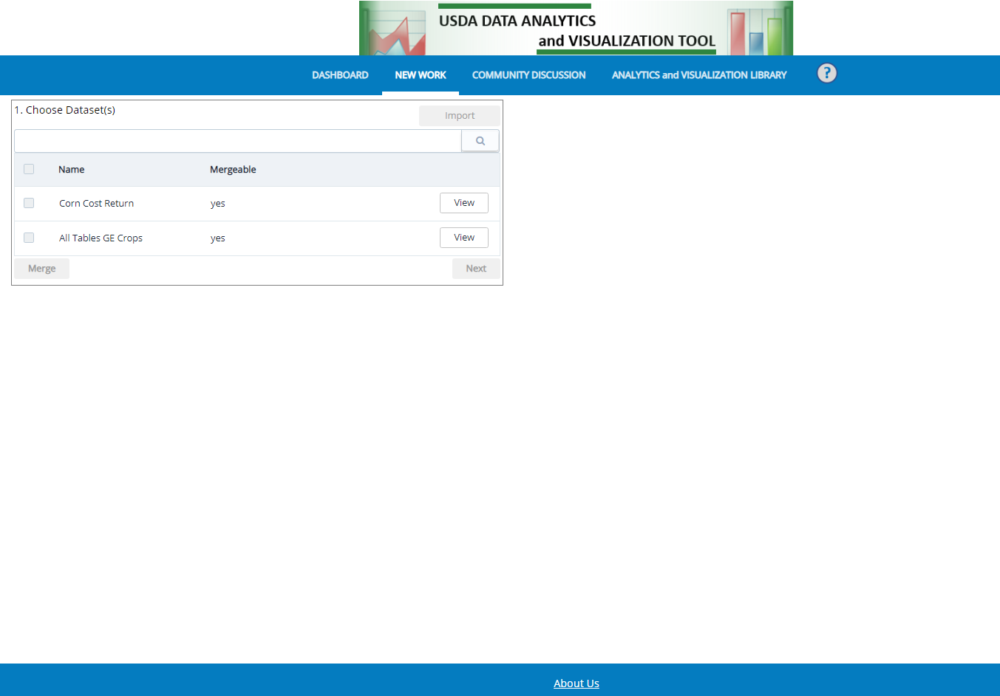 USDA DATA ANALYTICS
and VISUALIZATION TOOL
DASHBOARD NEW WORK COMMUNITY DISCUSSION ANALYTICS and VISUALIZATION LIBRARY ?
1. Choose Dataset(s)
Import
Name Mergeable
Corn Cost Return yes View
All Tables GE Crops yes View
Merge Next
About Us